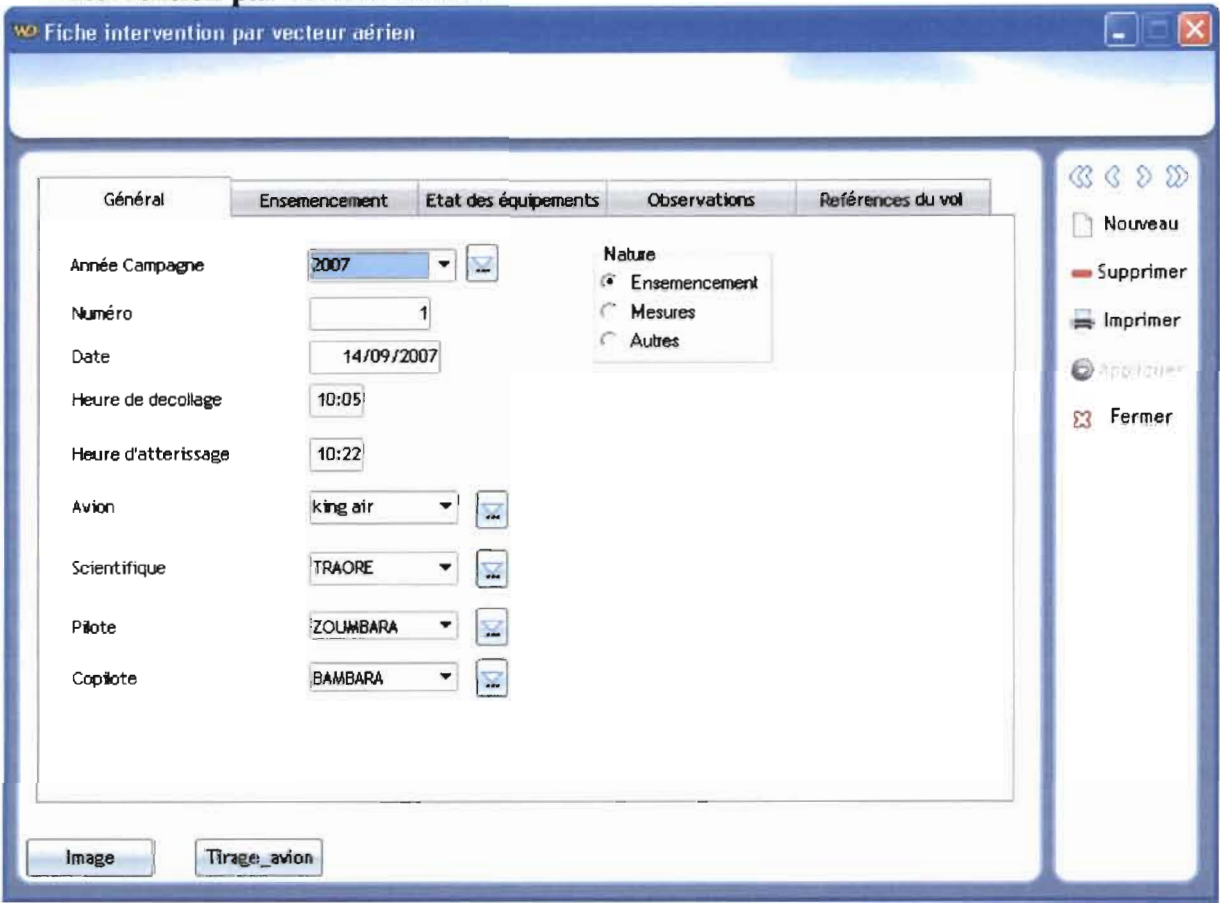 Fiche intervention par vecteur aérien
Général Ensemencement Etat des équipements Observations Reférences du vol
Année Campagne 2007
Numéro 1
Date 14/09/2007
Heure de decollage 10:05
Heure d'atterissage 10:22
Avion king air
Scientifique TRAORE
Pilote ZOUMBARA
Copilote BAMBARA
Nature
Ensemencement
Mesures
Autres
Nouveau
Supprimer
Imprimer
Appliquer
Fermer
Image Tirage_avion